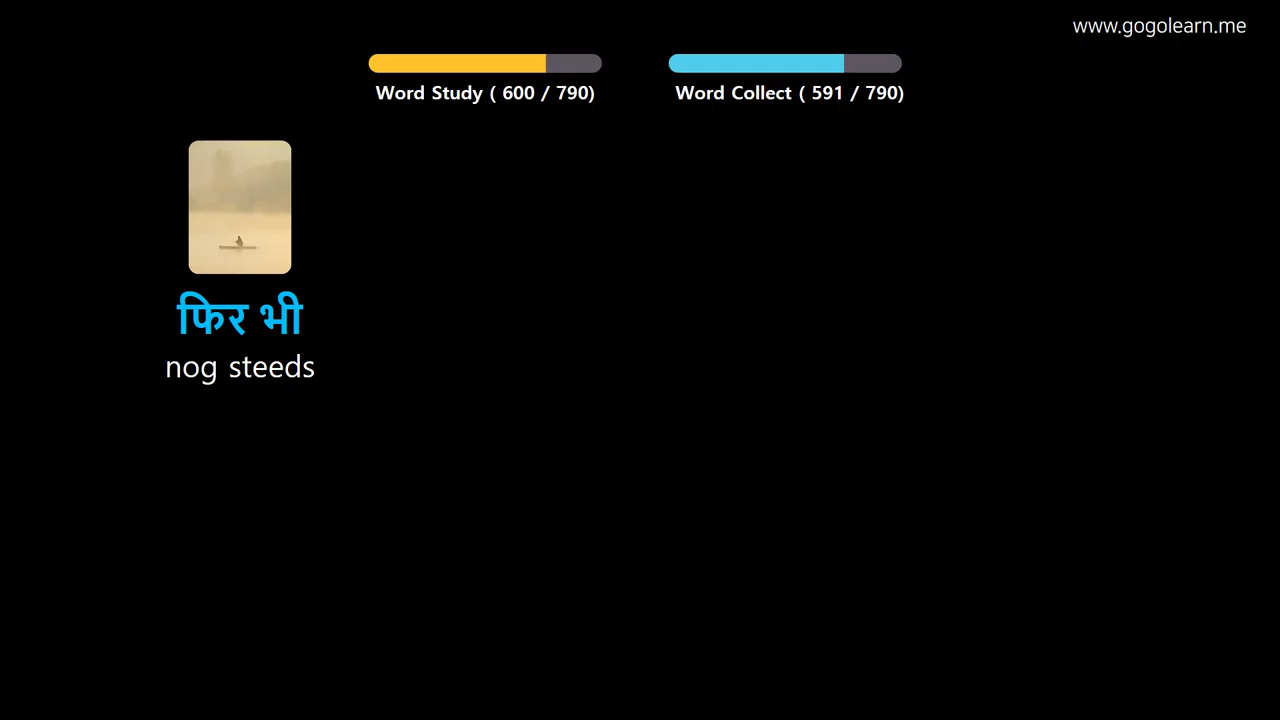 www.gogolearn.me
Word Study ( 600 / 790)
Word Collect ( 591 / 790)
फिर भी
nog steeds